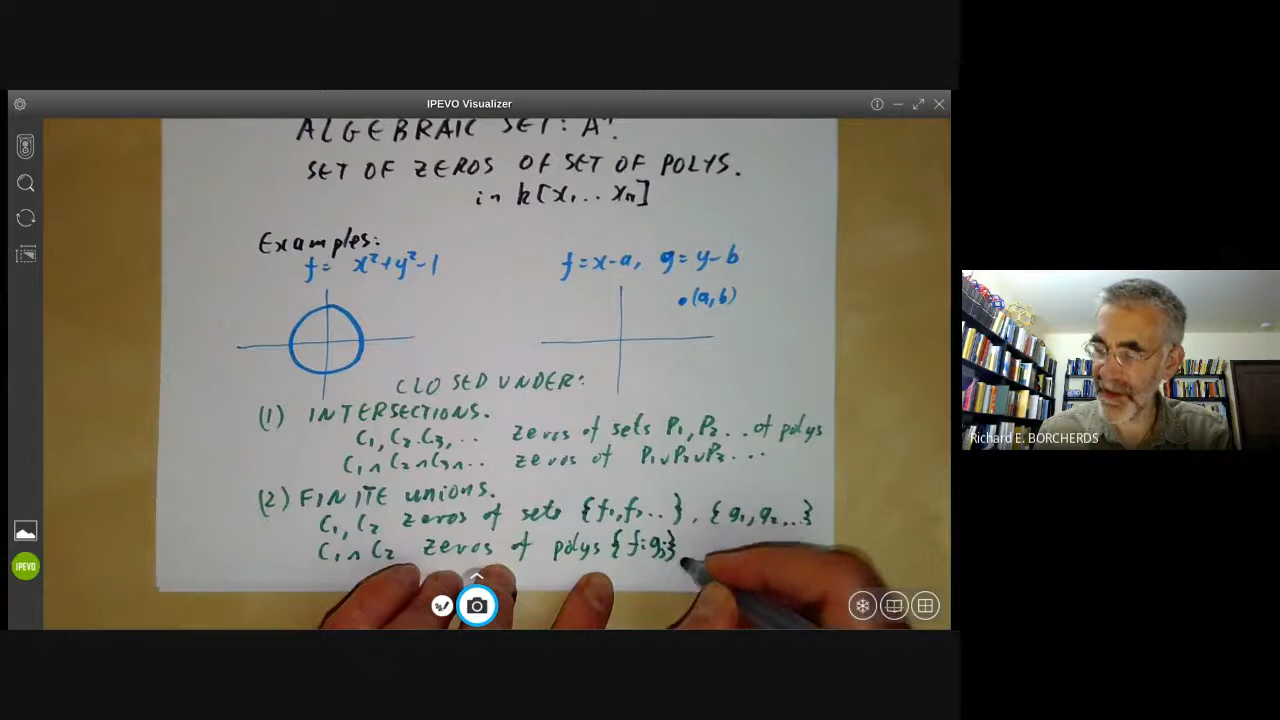 IPEVO Visualizer
ALGEBRAIC SET: Aⁿ.
SET OF ZEROS OF SET OF POLYS.
in k[x₁..xₙ]
Examples:
f = x²+y²-1
f=x-a, g=y-b
(a,b)
CLOSED UNDER:
(1) INTERSECTIONS.
C₁, C₂.C₃, .. zeros of sets P₁, P₂ .. of polys
C₁∩C₂∩C₃∩.. zeros of P₁∪P₂∪P₃...
(2) FINITE unions.
C₁, C₂ zeros of sets {f₁,f₂..}, {g₁,g₂,..}
C₁∩C₂ zeros of polys {fᵢgⱼ}
IPEVO
Richard E. BORCHERDS